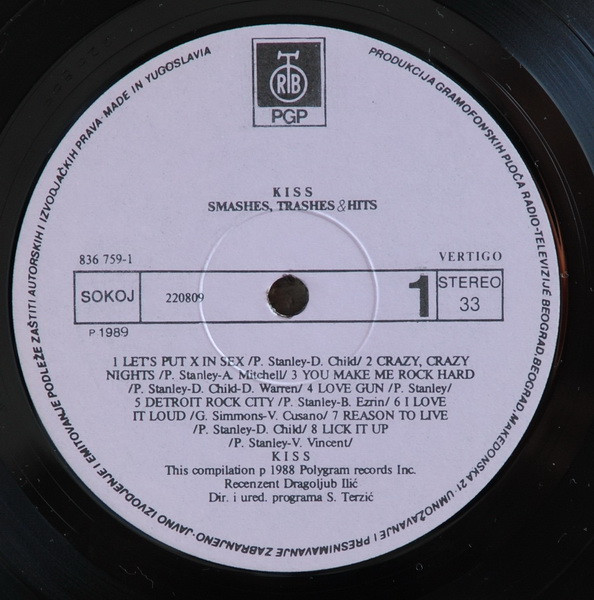 MADE IN YUGOSLAVIA
PRODUKCIJA GRAMOFONSKIH PLOČA RADIO-TELEVIZIJE BEOGRAD, BEOGRAD, MAKEDONSKA 21 · UMNOŽAVANJE I PRESNIMAVANJE ZABRANJENO · JAVNO IZVODJENJE I EMITOVANJE PODLEŽE ZAŠTITI AUTORSKIH I IZVODJAČKIH PRAVA ·
RTB
PGP
KISS
SMASHES, TRASHES & HITS
836 759-1
VERTIGO
SOKOJ
220809
1
STEREO
33
P 1989
1 LET'S PUT X IN SEX /P. Stanley-D. Child/ 2 CRAZY, CRAZY
NIGHTS /P. Stanley-A. Mitchell/ 3 YOU MAKE ME ROCK HARD
/P. Stanley-D. Child-D. Warren/ 4 LOVE GUN /P. Stanley/
5 DETROIT ROCK CITY /P. Stanley-B. Ezrin/ 6 I LOVE
IT LOUD /G. Simmons-V. Cusano/ 7 REASON TO LIVE
/P. Stanley-D. Child/ 8 LICK IT UP
/P. Stanley-V. Vincent/
KISS
This compilation p 1988 Polygram records Inc.
Recenzent Dragoljub Ilić
Dir. i ured. programa S. Terzić